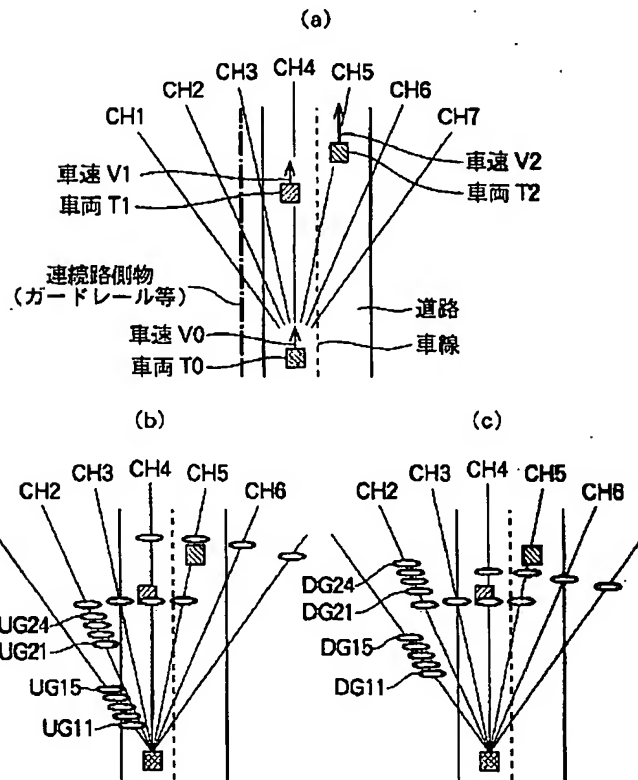 (a)
CH1
CH2
CH3
CH4
CH5
CH6
CH7
車速 V1
車両 T1
車速 V2
車両 T2
連続路側物
(ガードレール等)
車速 V0
車両 T0
道路
車線
(b)
CH2
CH3
CH4
CH5
CH6
UG24
UG21
UG15
UG11
(c)
CH2
CH3
CH4
CH5
CH6
DG24
DG21
DG15
DG11